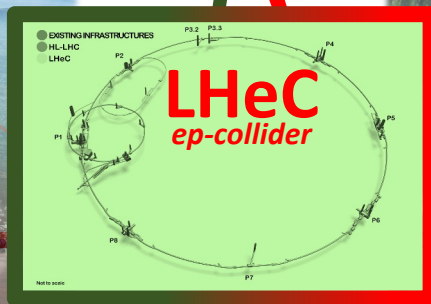 EXISTING INFRASTRUCTURES
HL-LHC
LHeC
P3.2 P3.3
P4
P2
LHeC
ep-collider
P5
P1
P6
P8
P7
Not to scale